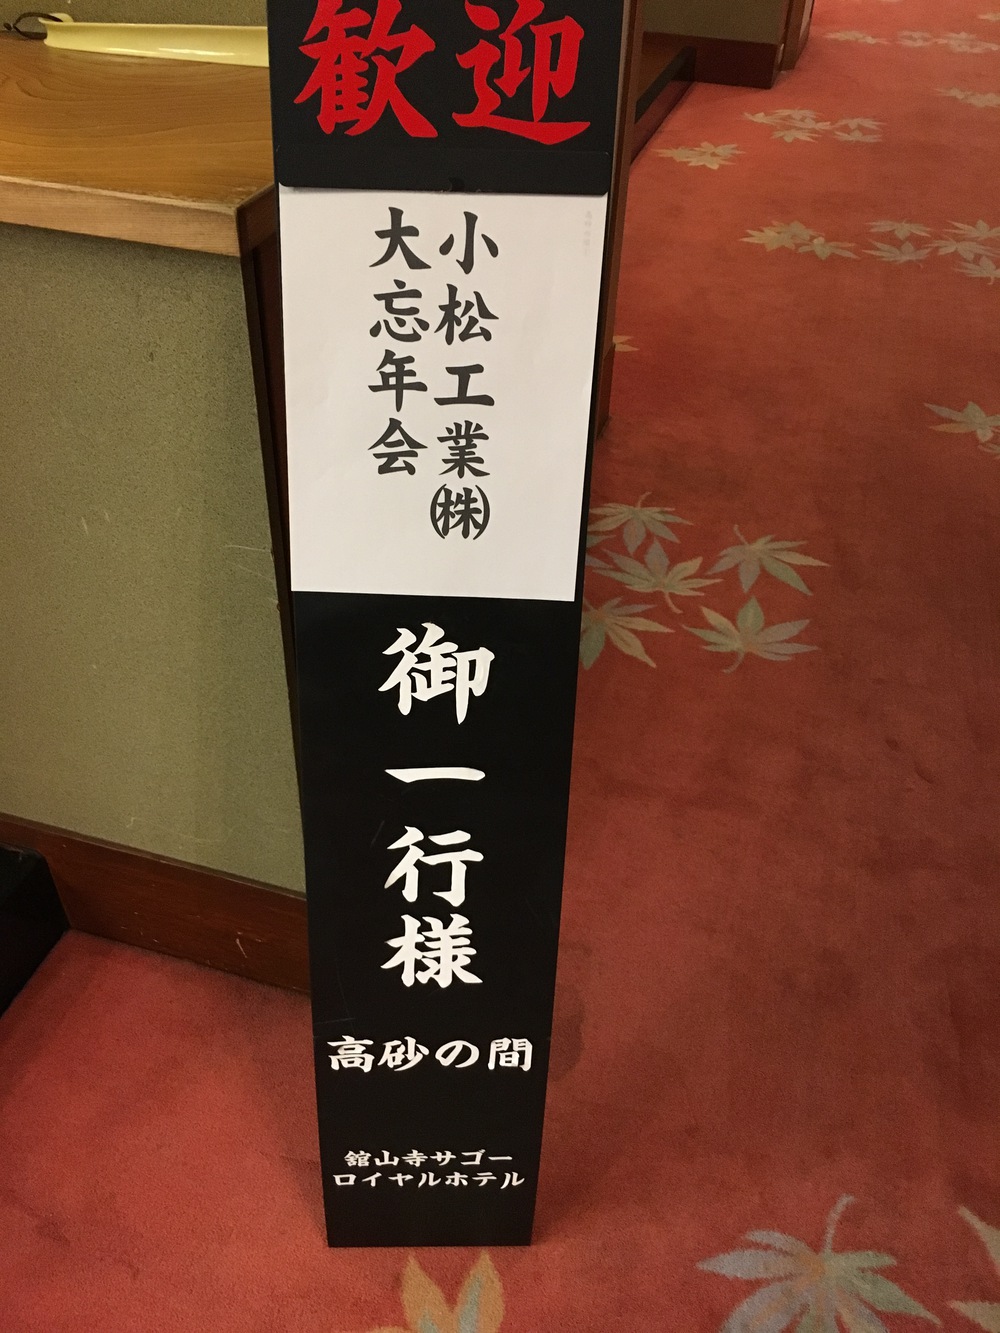 歓迎
小松工業㈱
大忘年会
御一行様
高砂の間
舘山寺サゴー
ロイヤルホテル